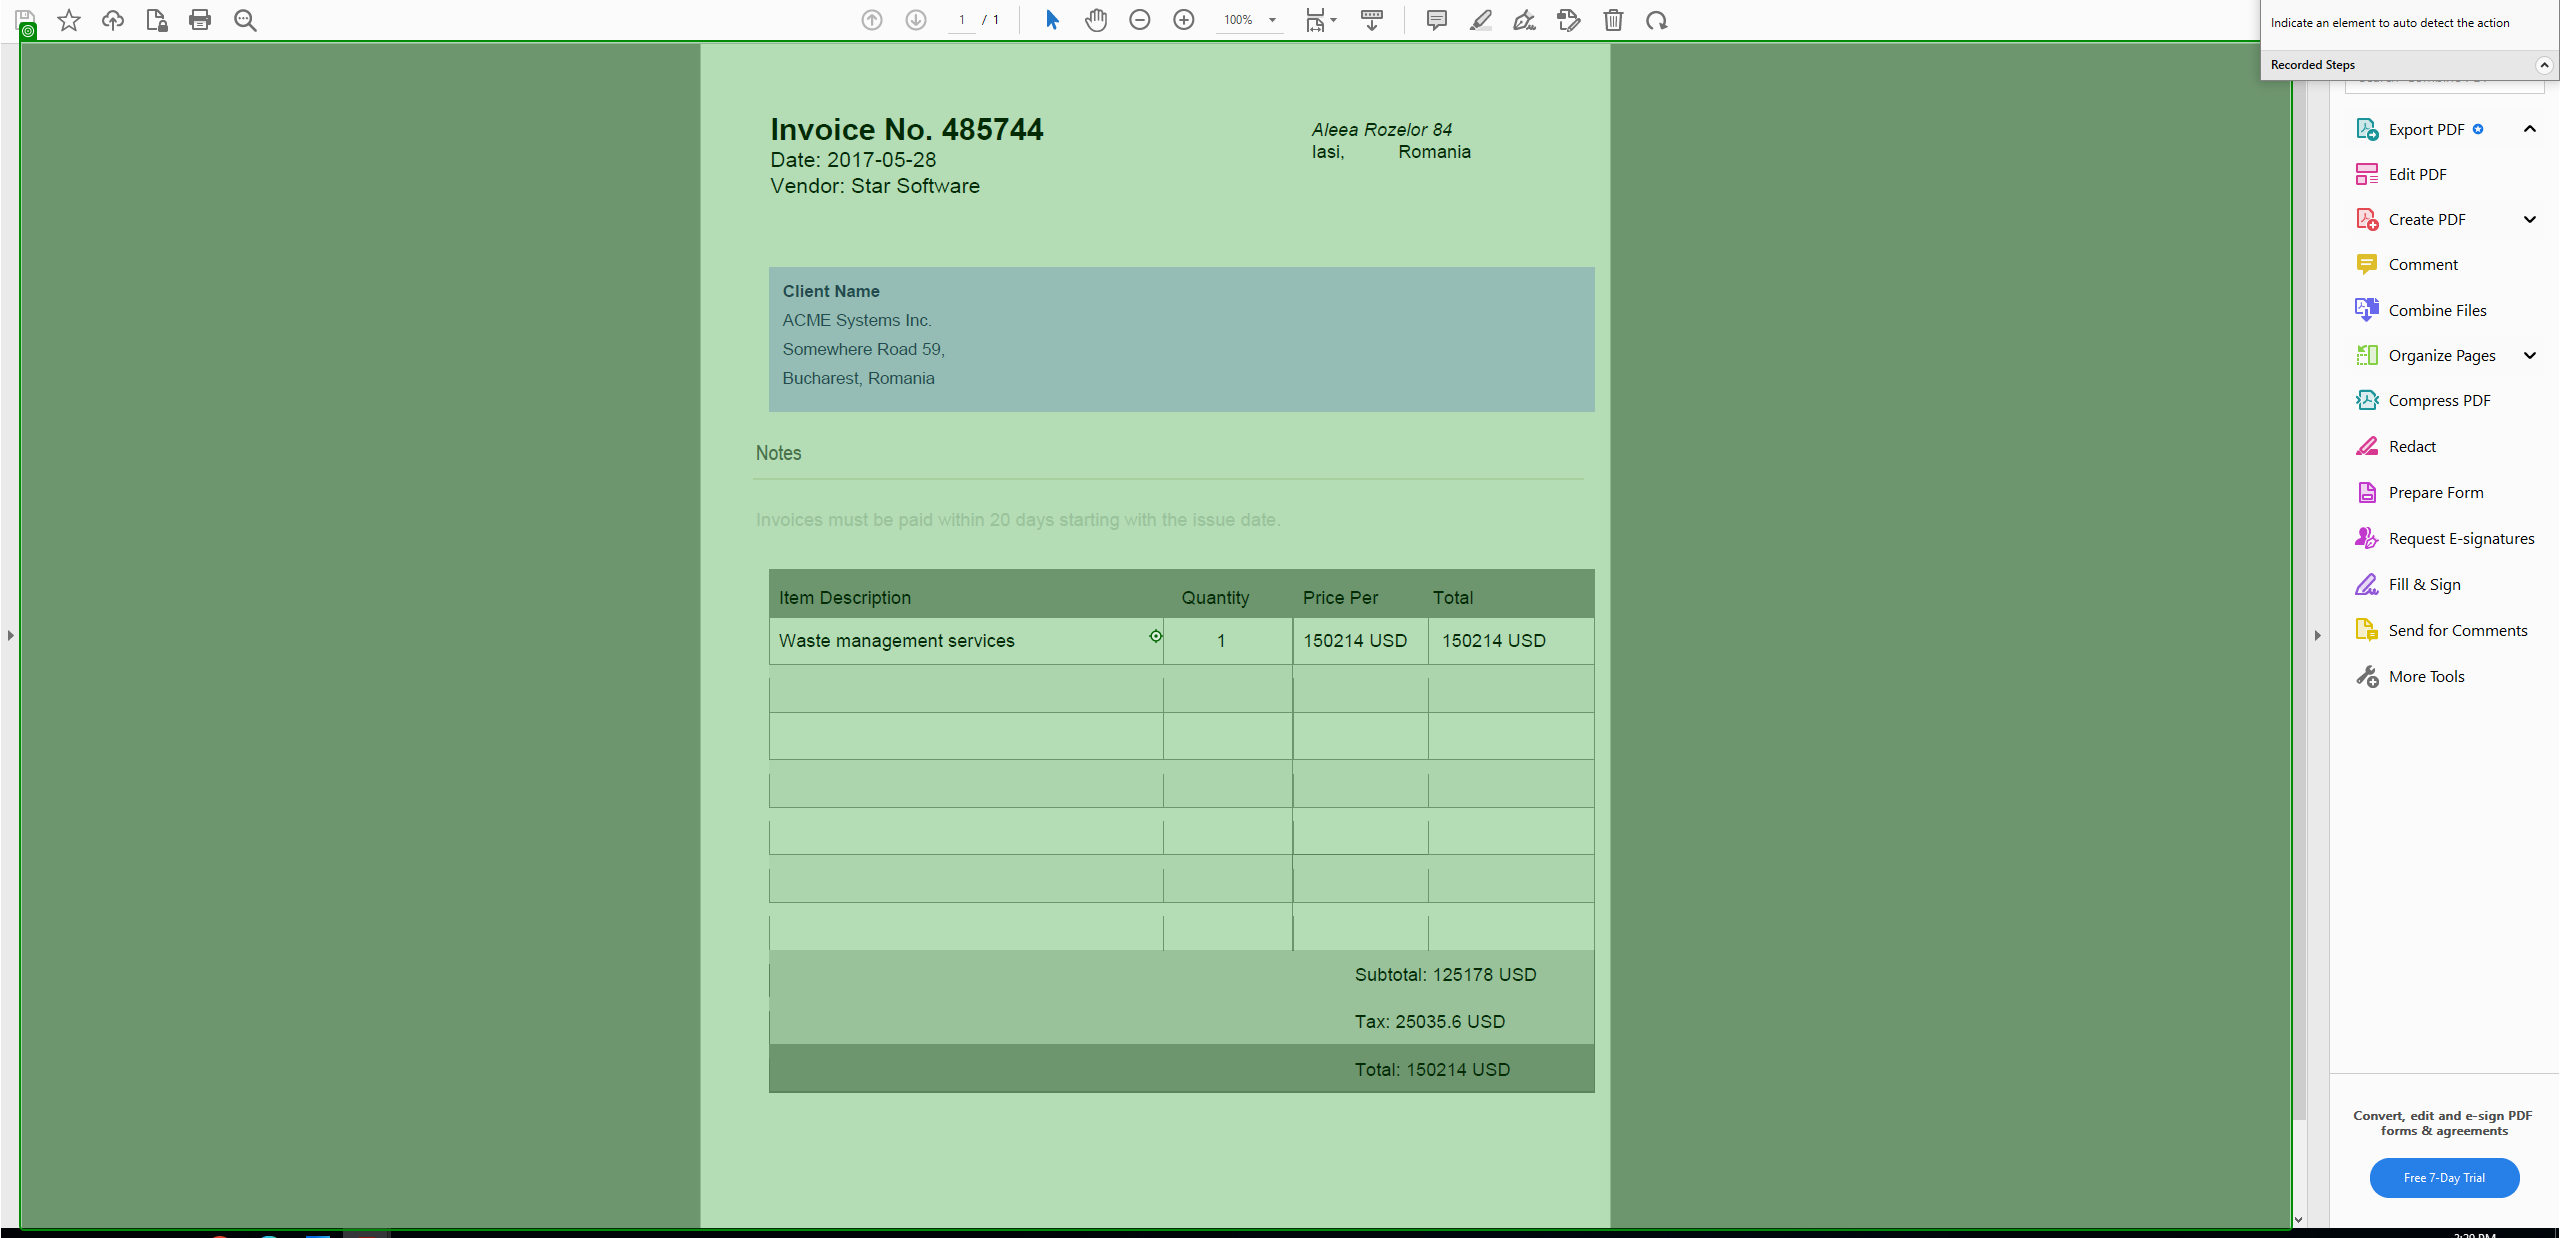 1 / 1
100%
Indicate an element to auto detect the action
Recorded Steps
Invoice No. 485744
Date: 2017-05-28
Vendor: Star Software
Aleea Rozelor 84
Iasi, Romania
Client Name
ACME Systems Inc.
Somewhere Road 59,
Bucharest, Romania
Notes
Invoices must be paid within 20 days starting with the issue date.
Item Description Quantity Price Per Total
Waste management services 1 150214 USD 150214 USD
Subtotal: 125178 USD
Tax: 25035.6 USD
Total: 150214 USD
Export PDF
Edit PDF
Create PDF
Comment
Combine Files
Organize Pages
Compress PDF
Redact
Prepare Form
Request E-signatures
Fill & Sign
Send for Comments
More Tools
Convert, edit and e-sign PDF
forms & agreements
Free 7-Day Trial